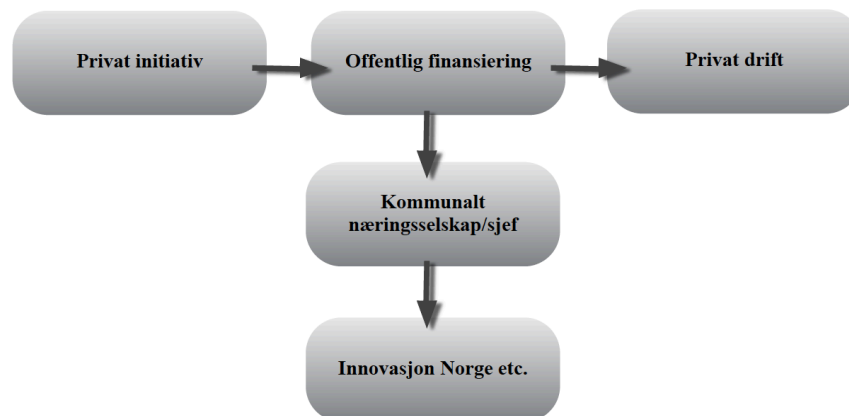 Privat initiativ
Offentlig finansiering
Privat drift
Kommunalt
næringsselskap/sjef
Innovasjon Norge etc.